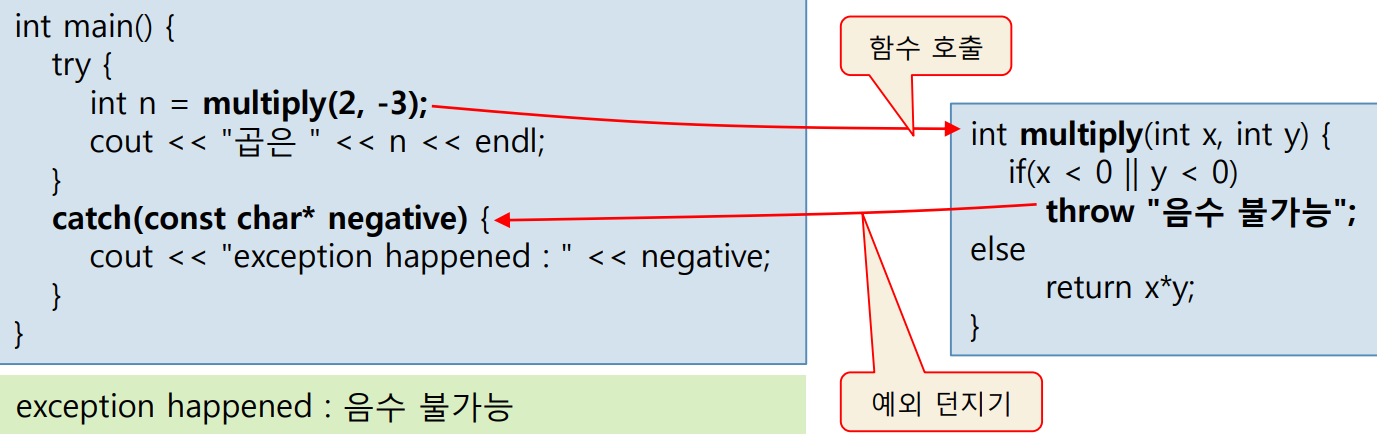 int main() {
try {
int n = multiply(2, -3);
cout << "곱은 " << n << endl;
}
catch(const char* negative) {
cout << "exception happened : " << negative;
}
}
exception happened : 음수 불가능
함수 호출
int multiply(int x, int y) {
if(x < 0 || y < 0)
throw "음수 불가능";
else
return x*y;
}
예외 던지기